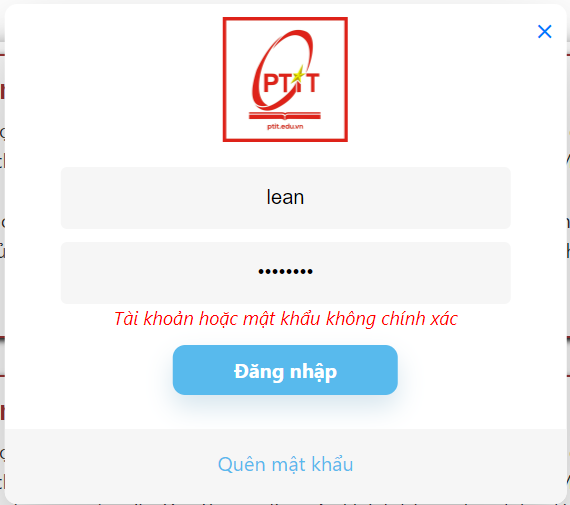 PTIT
ptit.edu.vn
lean
••••••••
Tài khoản hoặc mật khẩu không chính xác
Đăng nhập
Quên mật khẩu